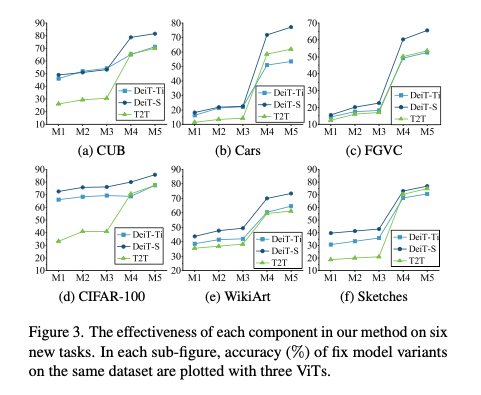 90
80
70
60
50
40
30
20
10
M1 M2 M3 M4 M5
DeiT-Ti
DeiT-S
T2T
(a) CUB
80
70
60
50
40
30
20
10
M1 M2 M3 M4 M5
DeiT-Ti
DeiT-S
T2T
(b) Cars
70
60
50
40
30
20
10
M1 M2 M3 M4 M5
DeiT-Ti
DeiT-S
T2T
(c) FGVC
90
80
70
60
50
40
30
20
10
M1 M2 M3 M4 M5
DeiT-Ti
DeiT-S
T2T
(d) CIFAR-100
90
80
70
60
50
40
30
20
M1 M2 M3 M4 M5
DeiT-Ti
DeiT-S
T2T
(e) WikiArt
90
80
70
60
50
40
30
20
10
M1 M2 M3 M4 M5
DeiT-Ti
DeiT-S
T2T
(f) Sketches
Figure 3. The effectiveness of each component in our method on six
new tasks. In each sub-figure, accuracy (%) of fix model variants
on the same dataset are plotted with three ViTs.